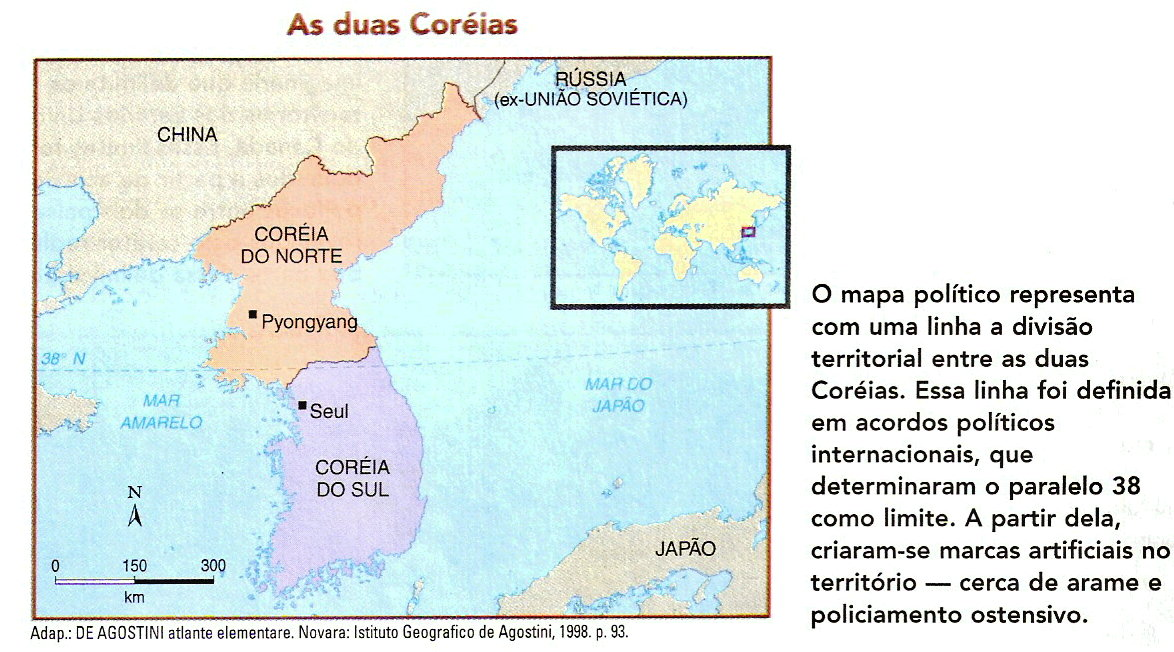 As duas Coréias
RÚSSIA
(ex-UNIÃO SOVIÉTICA)
CHINA
CORÉIA
DO NORTE
Pyongyang
38° N
MAR
AMARELO
MAR DO
JAPÃO
Seul
CORÉIA
DO SUL
N
JAPÃO
0 150 300
km
Adap.: DE AGOSTINI atlante elementare. Novara: Istituto Geografico de Agostini, 1998. p. 93.
O mapa político representa
com uma linha a divisão
territorial entre as duas
Coréias. Essa linha foi definida
em acordos políticos
internacionais, que
determinaram o paralelo 38
como limite. A partir dela,
criaram-se marcas artificiais no
território — cerca de arame e
policiamento ostensivo.